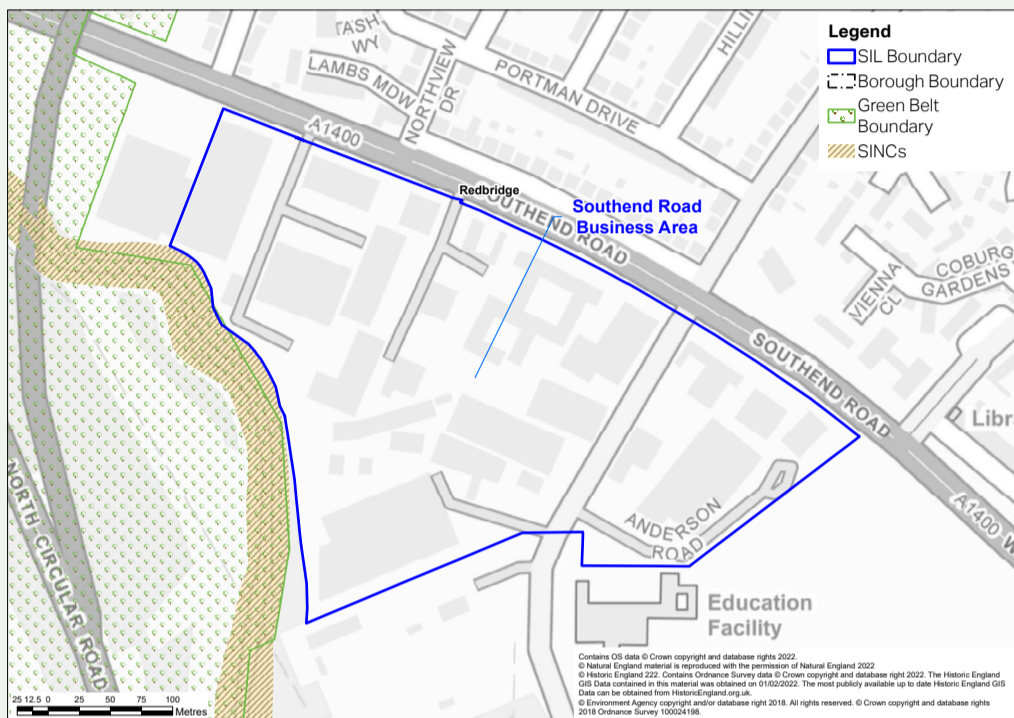 Legend
SIL Boundary
Borough Boundary
Green Belt
Boundary
SINCs
TASH
WY
LAMBS MDW
NORTHVIEW
DR
PORTMAN DRIVE
A1400
Redbridge
SOUTHEND ROAD
Southend Road
Business Area
VIENNA
CL
COBURG
GARDENS
SOUTHEND ROAD
A1400
ANDERSON
ROAD
NORTH CIRCULAR ROAD
Education
Facility
25 12.5 0 25 50 75 100
Metres
Contains OS data © Crown copyright and database rights 2022.
© Natural England material is reproduced with the permission of Natural England 2022
© Historic England 222. Contains Ordnance Survey data © Crown copyright and database right 2022. The Historic England
GIS Data contained in this material was obtained on 01/02/2022. The most publicly available up to date Historic England GIS
Data can be obtained from HistoricEngland.org.uk.
© Environment Agency copyright and/or database right 2018. All rights reserved. © Crown copyright and database rights
2018 Ordnance Survey 100024198.